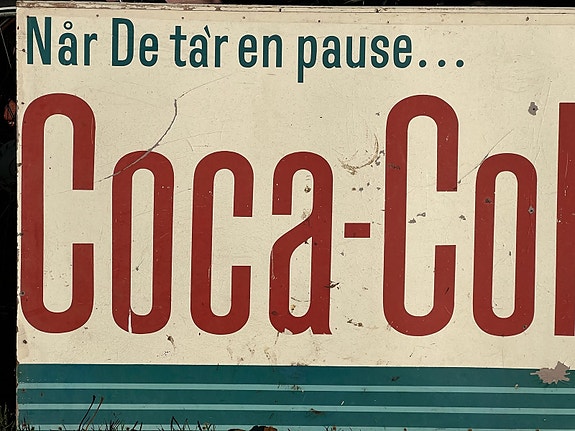 Når De ta'r en pause...
Coca-Col